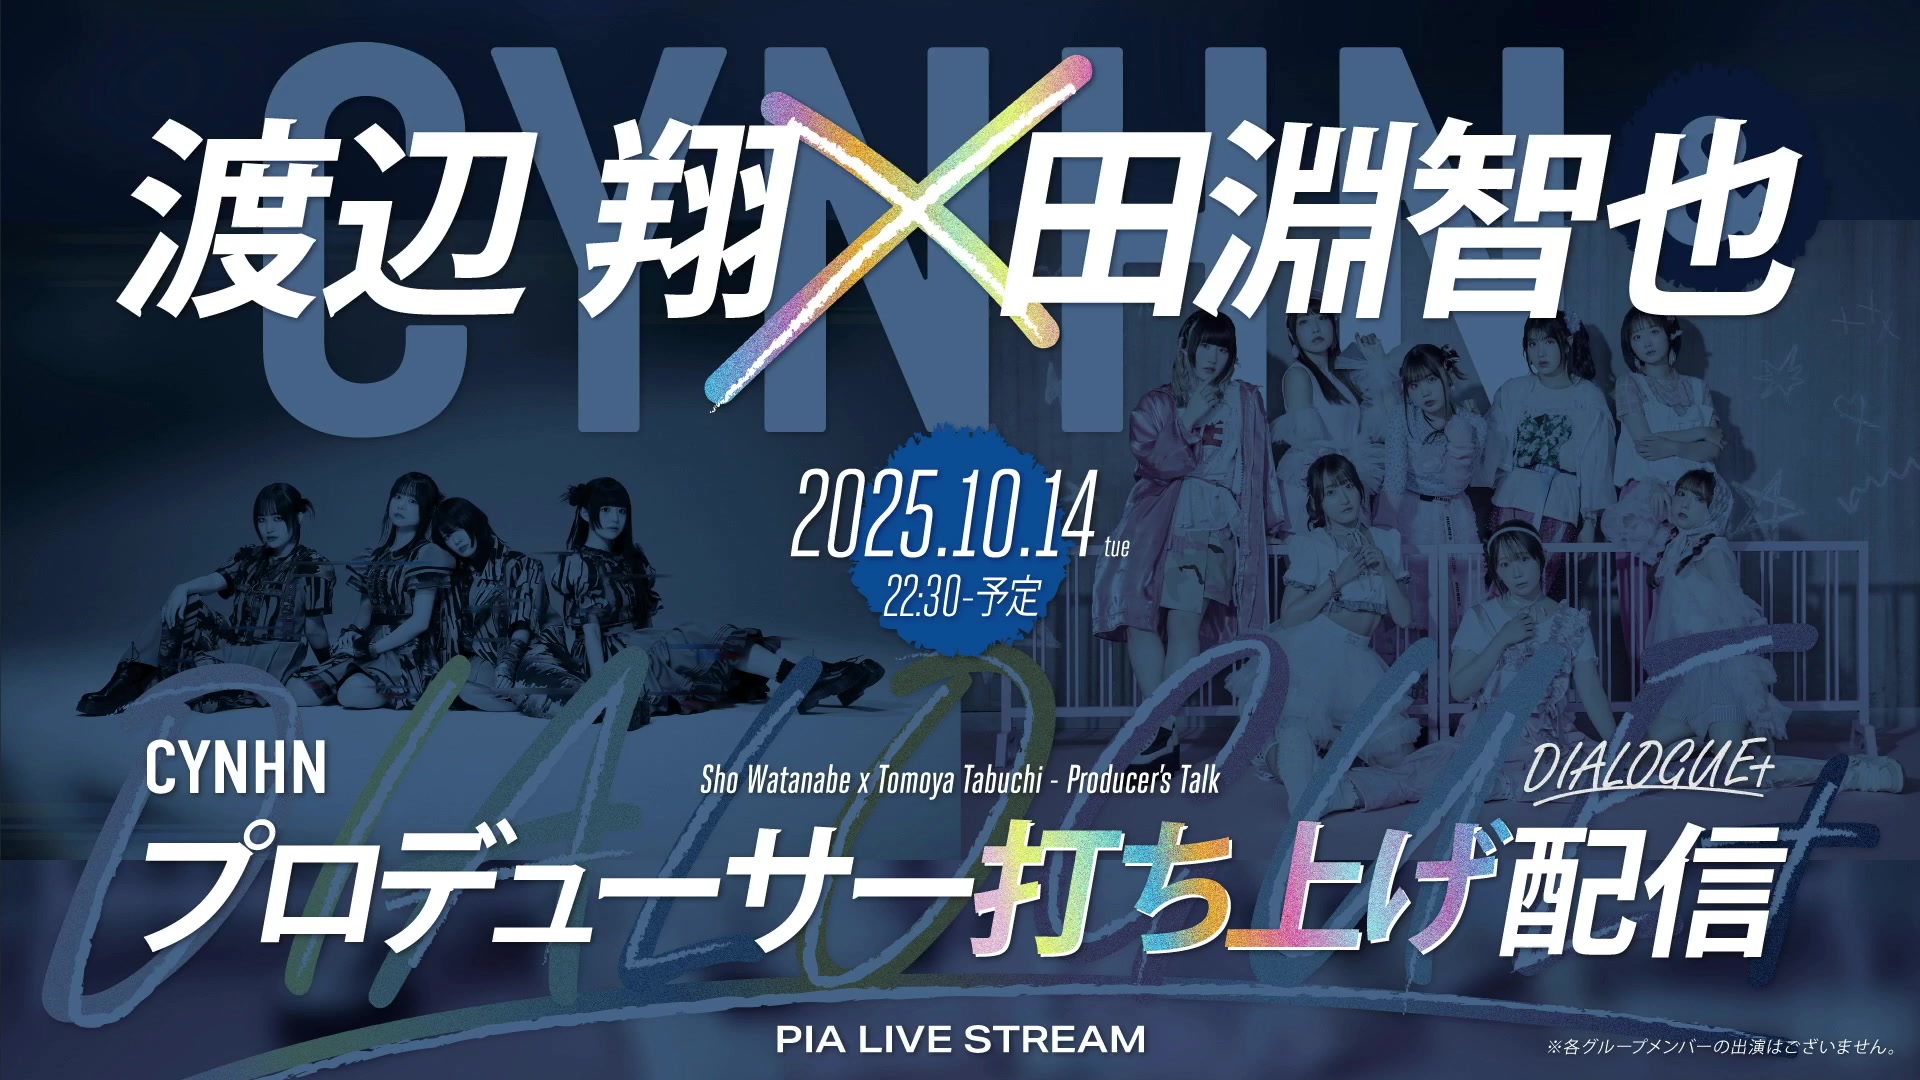 CYNHN &
渡辺 翔×田淵智也
2025.10.14 tue
22:30-予定
DIALOGUE+
CYNHN
Sho Watanabe x Tomoya Tabuchi - Producer's Talk
DIALOGUE+
プロデューサー打ち上げ配信
PIA LIVE STREAM
※各グループメンバーの出演はございません。